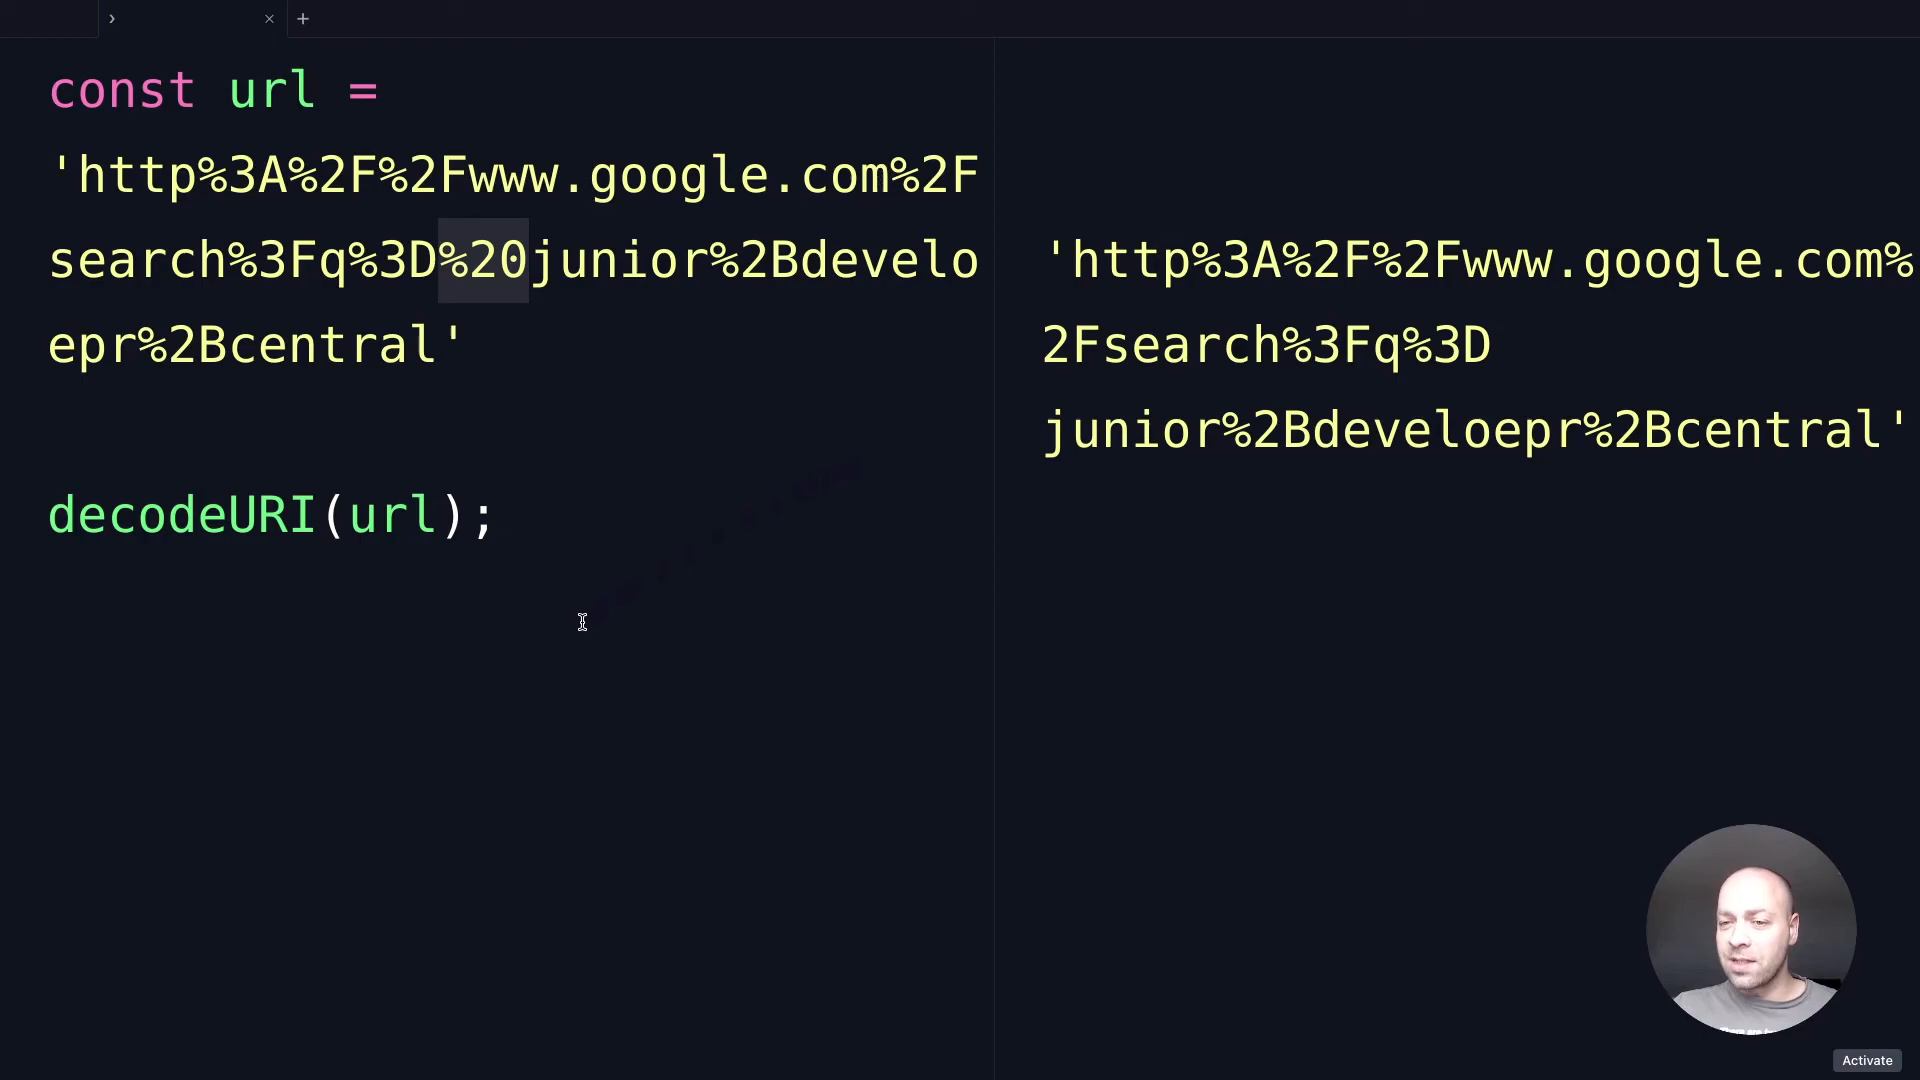 const url =
'http%3A%2F%2Fwww.google.com%2F
search%3Fq%3D%20junior%2Bdevelo
epr%2Bcentral'
decodeURI(url);
'http%3A%2F%2Fwww.google.com%
2Fsearch%3Fq%3D
junior%2Bdeveloepr%2Bcentral'
Activate